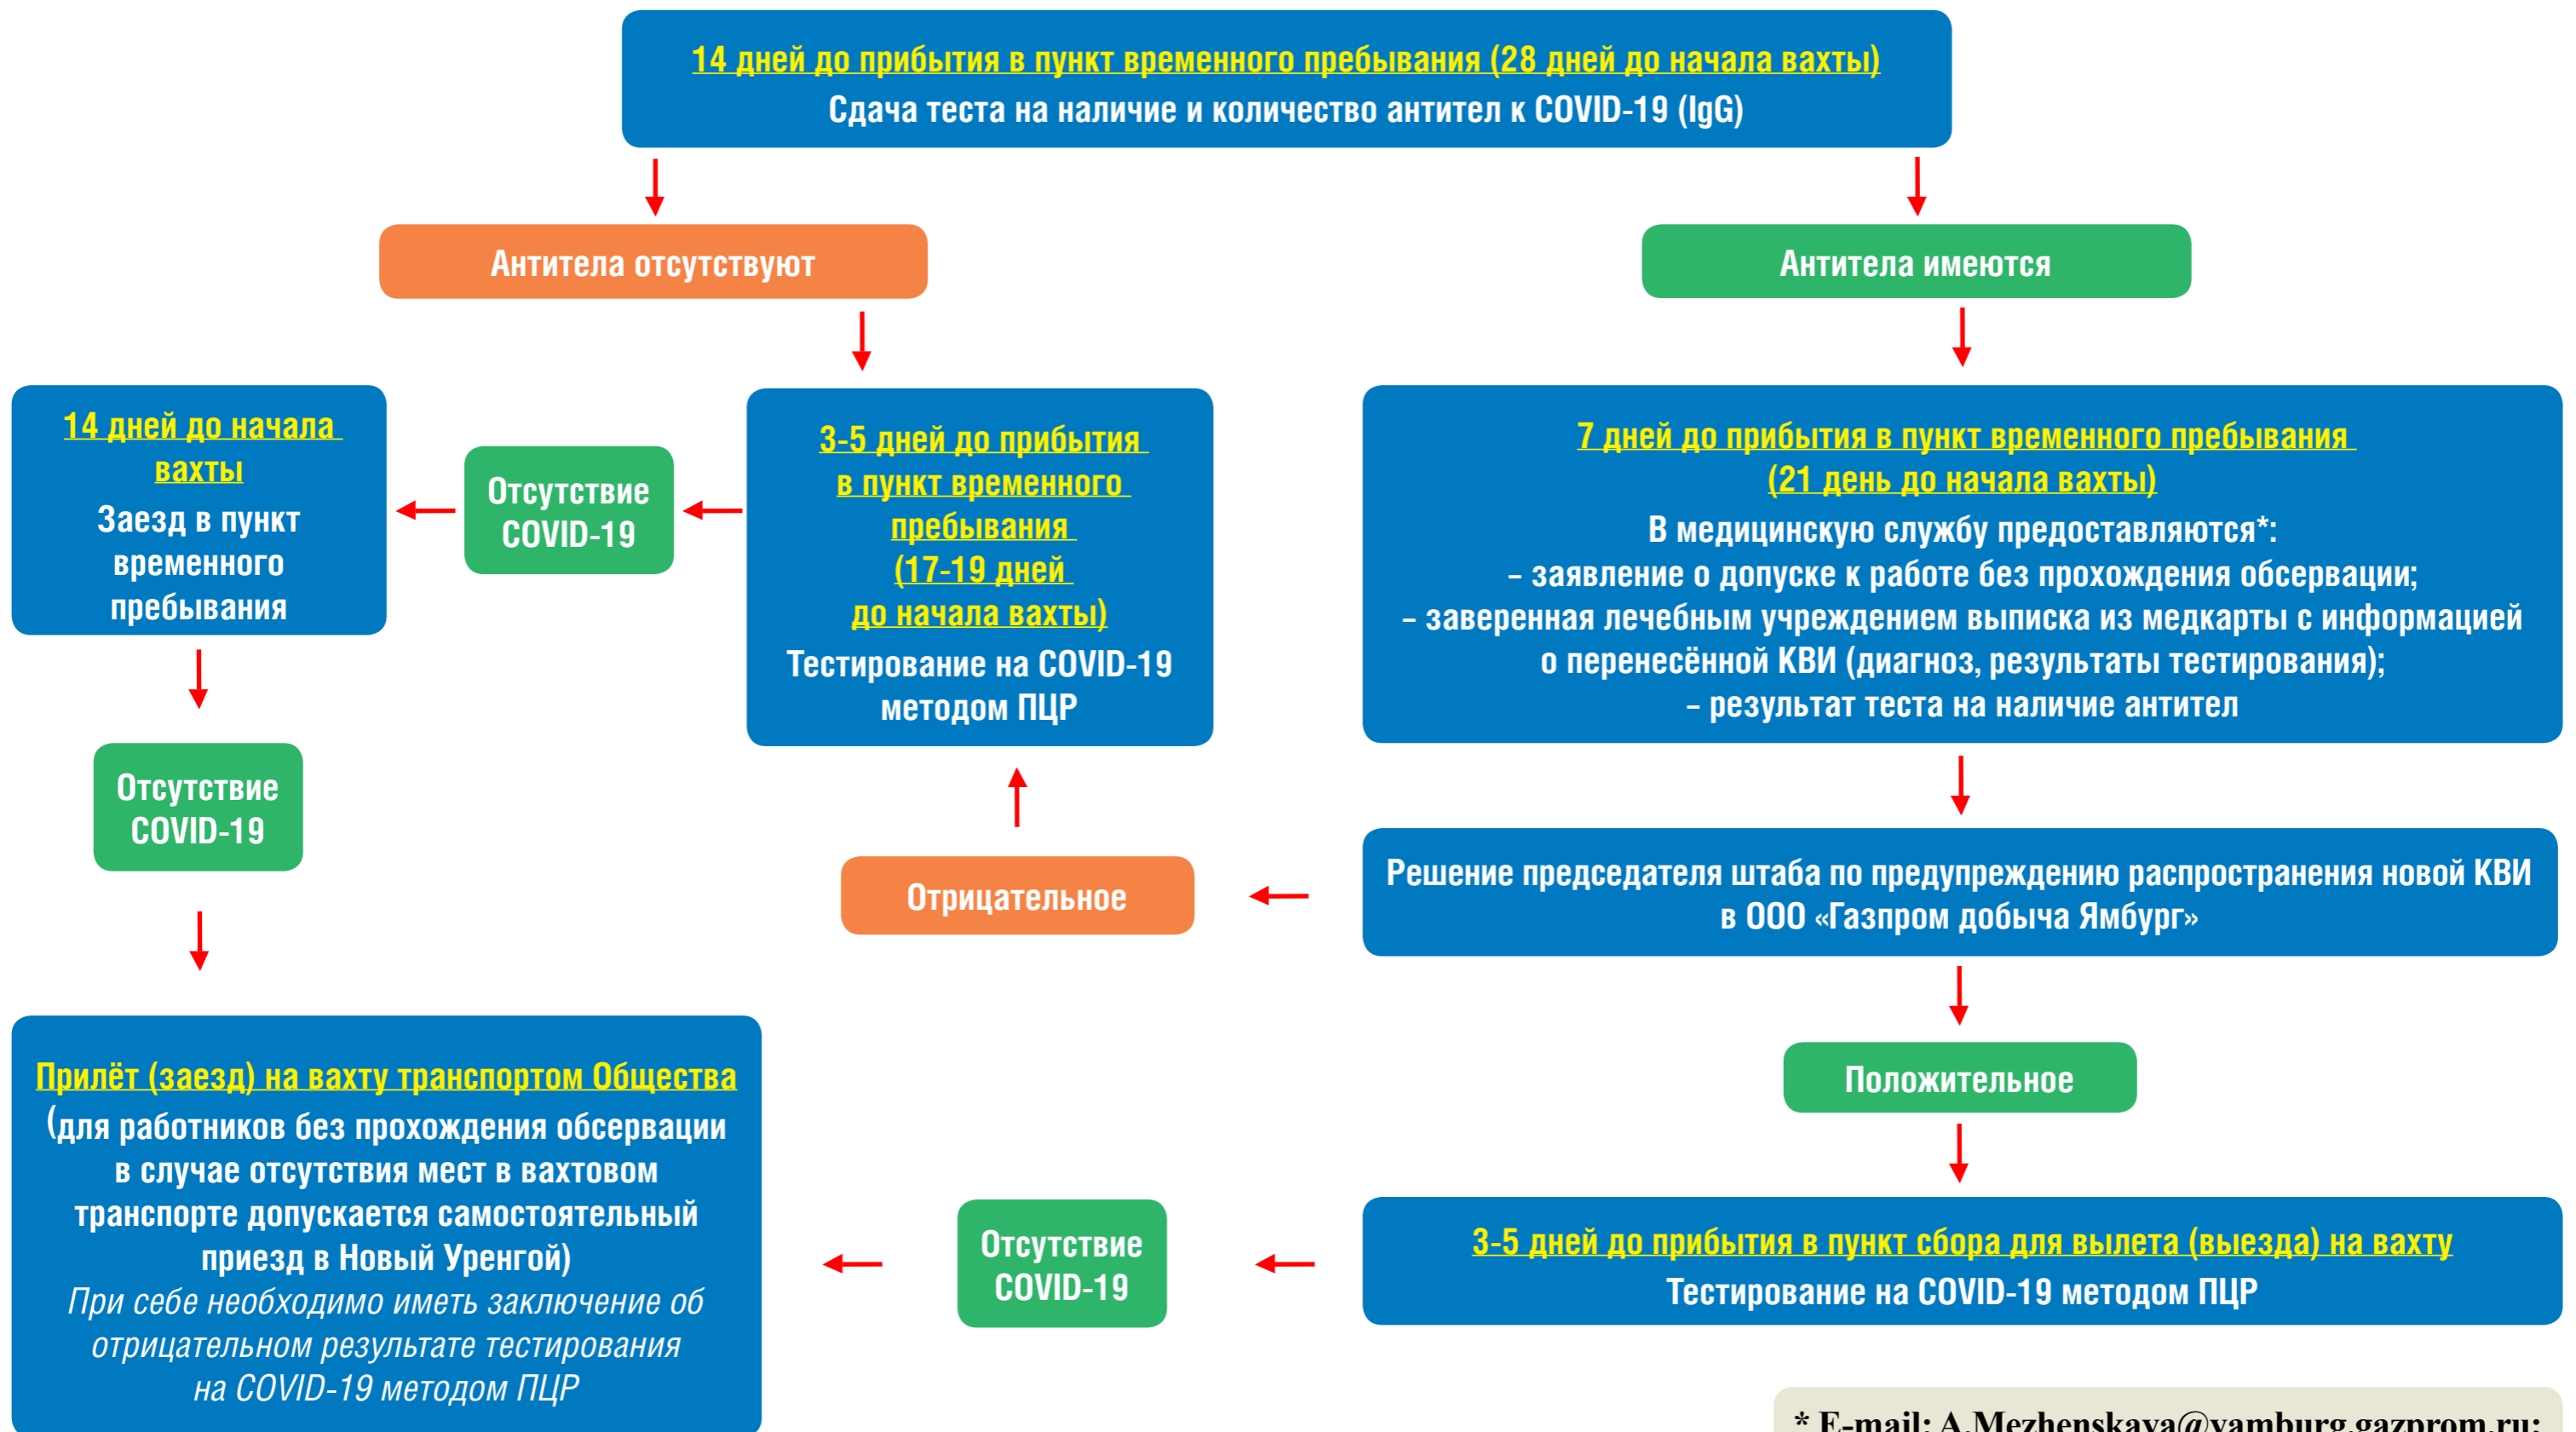 14 дней до прибытия в пункт временного пребывания (28 дней до начала вахты)
Сдача теста на наличие и количество антител к COVID-19 (IgG)
Антитела отсутствуют
Антитела имеются
14 дней до начала
вахты
Заезд в пункт
временного
пребывания
Отсутствие
COVID-19
3-5 дней до прибытия
в пункт временного
пребывания
(17-19 дней
до начала вахты)
Тестирование на COVID-19
методом ПЦР
7 дней до прибытия в пункт временного пребывания
(21 день до начала вахты)
В медицинскую службу предоставляются*:
– заявление о допуске к работе без прохождения обсервации;
– заверенная лечебным учреждением выписка из медкарты с информацией
о перенесённой КВИ (диагноз, результаты тестирования);
– результат теста на наличие антител
Отсутствие
COVID-19
Отрицательное
Решение председателя штаба по предупреждению распространения новой КВИ
в ООО «Газпром добыча Ямбург»
Положительное
Прилёт (заезд) на вахту транспортом Общества
(для работников без прохождения обсервации
в случае отсутствия мест в вахтовом
транспорте допускается самостоятельный
приезд в Новый Уренгой)
При себе необходимо иметь заключение об
отрицательном результате тестирования
на COVID-19 методом ПЦР
Отсутствие
COVID-19
3-5 дней до прибытия в пункт сбора для вылета (выезда) на вахту
Тестирование на COVID-19 методом ПЦР
* E-mail: A.Mezhenskaya@yamburg.gazprom.ru;